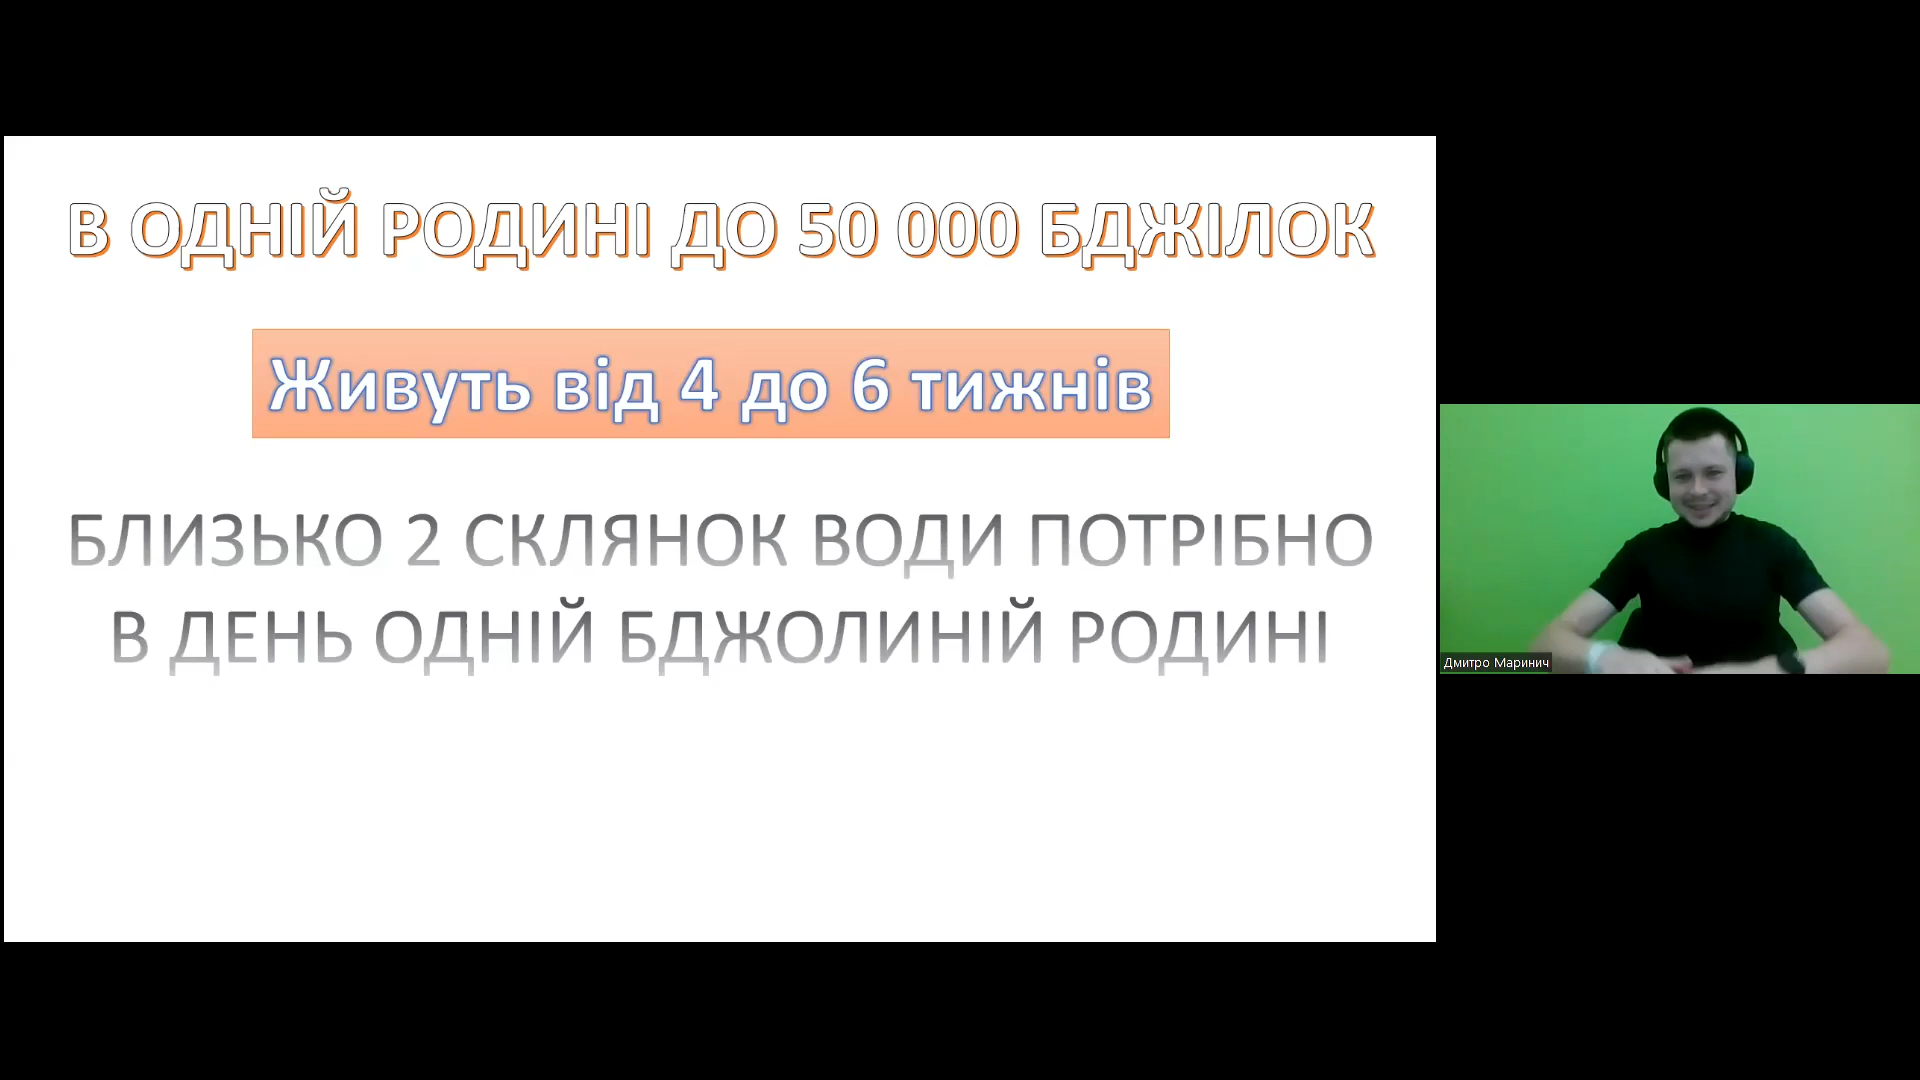 В ОДНІЙ РОДИНІ ДО 50 000 БДЖІЛОК
Живуть від 4 до 6 тижнів
БЛИЗЬКО 2 СКЛЯНОК ВОДИ ПОТРІБНО
В ДЕНЬ ОДНІЙ БДЖОЛИНІЙ РОДИНІ
Дмитро Маринич